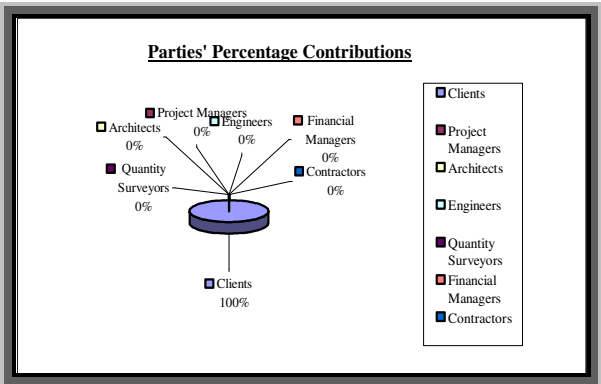 Parties' Percentage Contributions
Project Managers
0%
Architects
0%
Engineers
0%
Financial
Managers
0%
Quantity
Surveyors
0%
Contractors
0%
Clients
100%
Clients
Project
Managers
Architects
Engineers
Quantity
Surveyors
Financial
Managers
Contractors